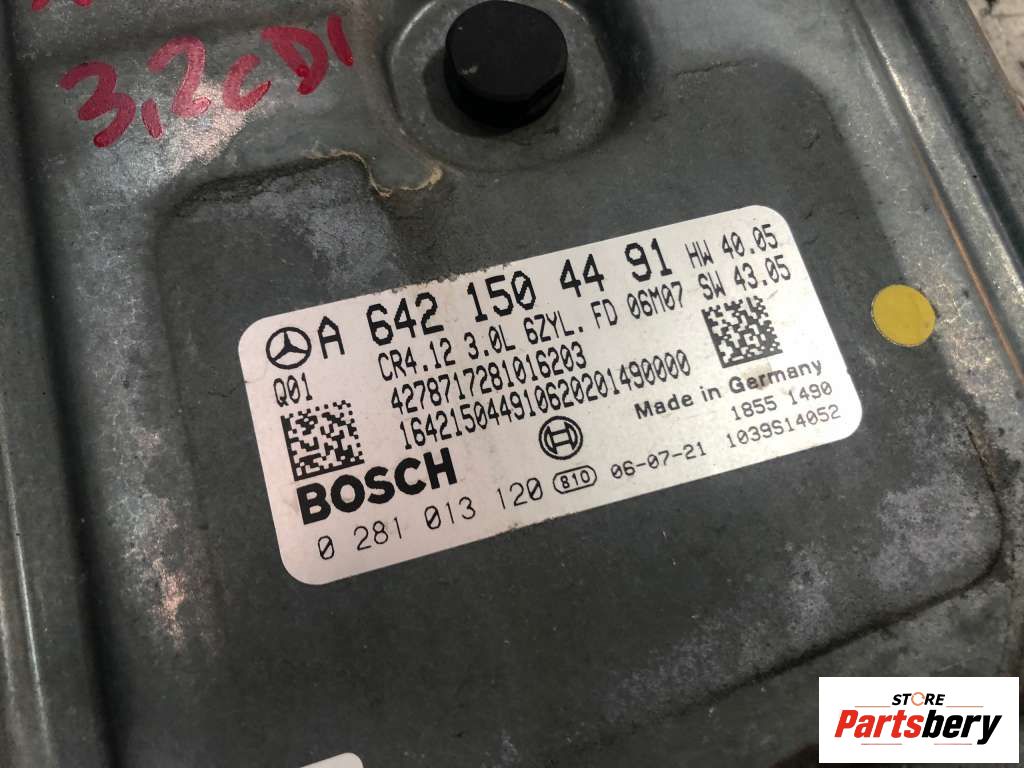 3,2CDI
A 642 150 44 91 HW 40.05
CR4.12 3.0L 6ZYL. FD 06M07 SW 43.05
Q01 4278717281016203
164215044910620201490000
Made in Germany
1855 1490
BOSCH
0 281 013 120 810 06-07-21 1039S14052
STORE
Partsbery